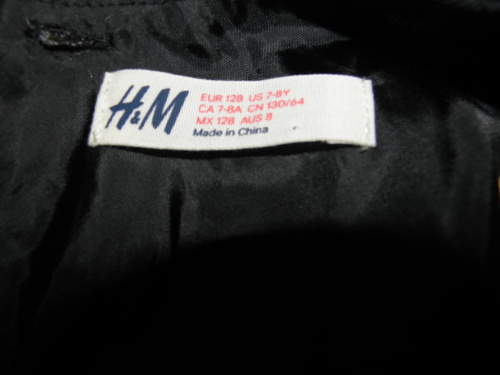 H&M
EUR 128 US 7-8Y
CA 7-8A CN 130/64
MX 128 AUS 8
Made in China